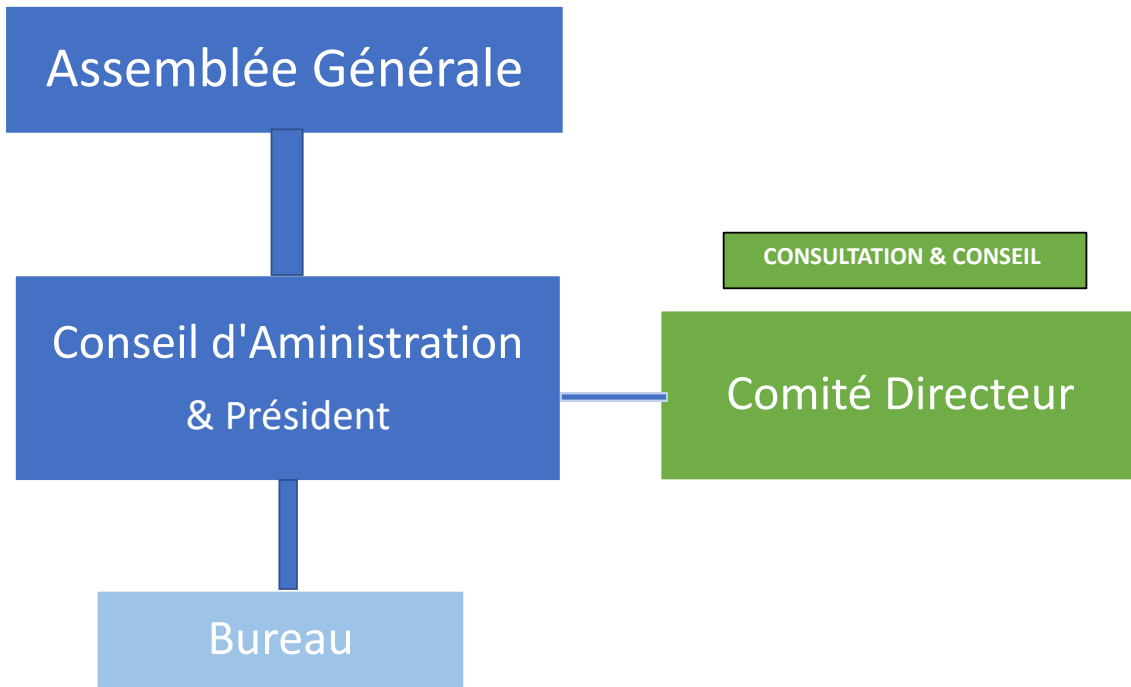 Assemblée Générale
CONSULTATION & CONSEIL
Conseil d'Aministration
& Président
Comité Directeur
Bureau